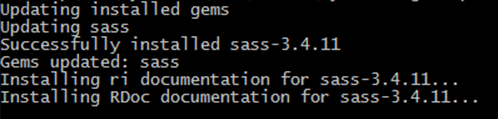 Updating installed gems
Updating sass
Successfully installed sass-3.4.11
Gems updated: sass
Installing ri documentation for sass-3.4.11...
Installing RDoc documentation for sass-3.4.11...